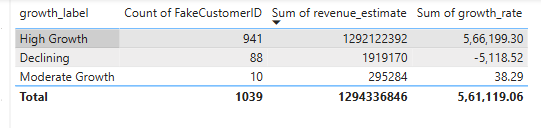 growth_label Count of FakeCustomerID Sum of revenue_estimate Sum of growth_rate
High Growth 941 1292122392 5,66,199.30
Declining 88 1919170 -5,118.52
Moderate Growth 10 295284 38.29
Total 1039 1294336846 5,61,119.06